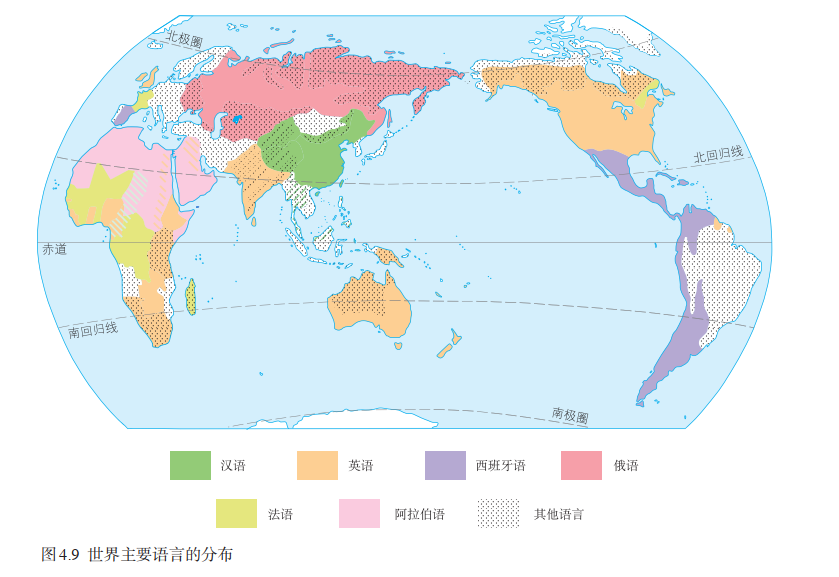 北极圈
北回归线
赤道
南回归线
南极圈
汉语 英语 西班牙语 俄语
法语 阿拉伯语 其他语言
图4.9 世界主要语言的分布